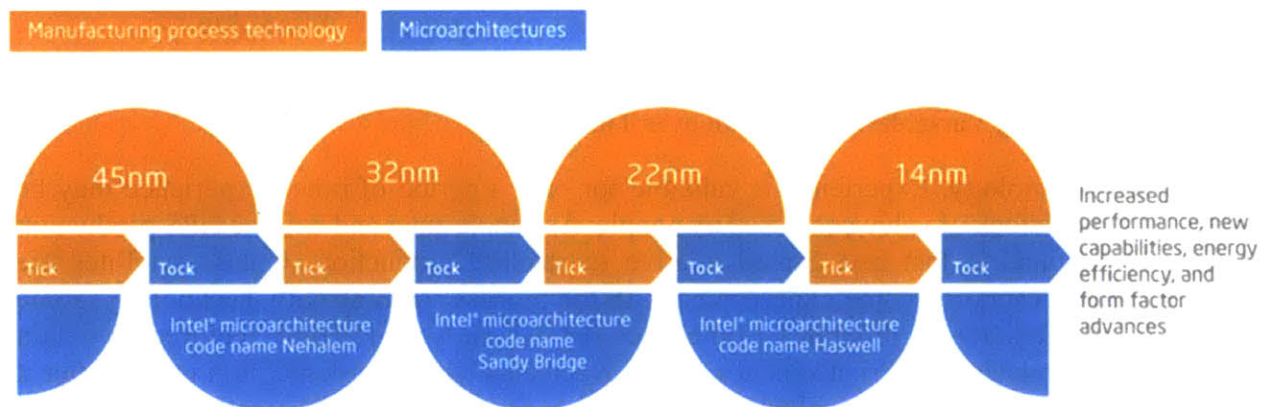 Manufacturing process technology
Microarchitectures
45nm
32nm
22nm
14nm
Tick
Tock
Tick
Tock
Tick
Tock
Tick
Tock
Intel® microarchitecture
code name Nehalem
Intel® microarchitecture
code name
Sandy Bridge
Intel® microarchitecture
code name Haswell
Increased
performance, new
capabilities, energy
efficiency, and
form factor
advances